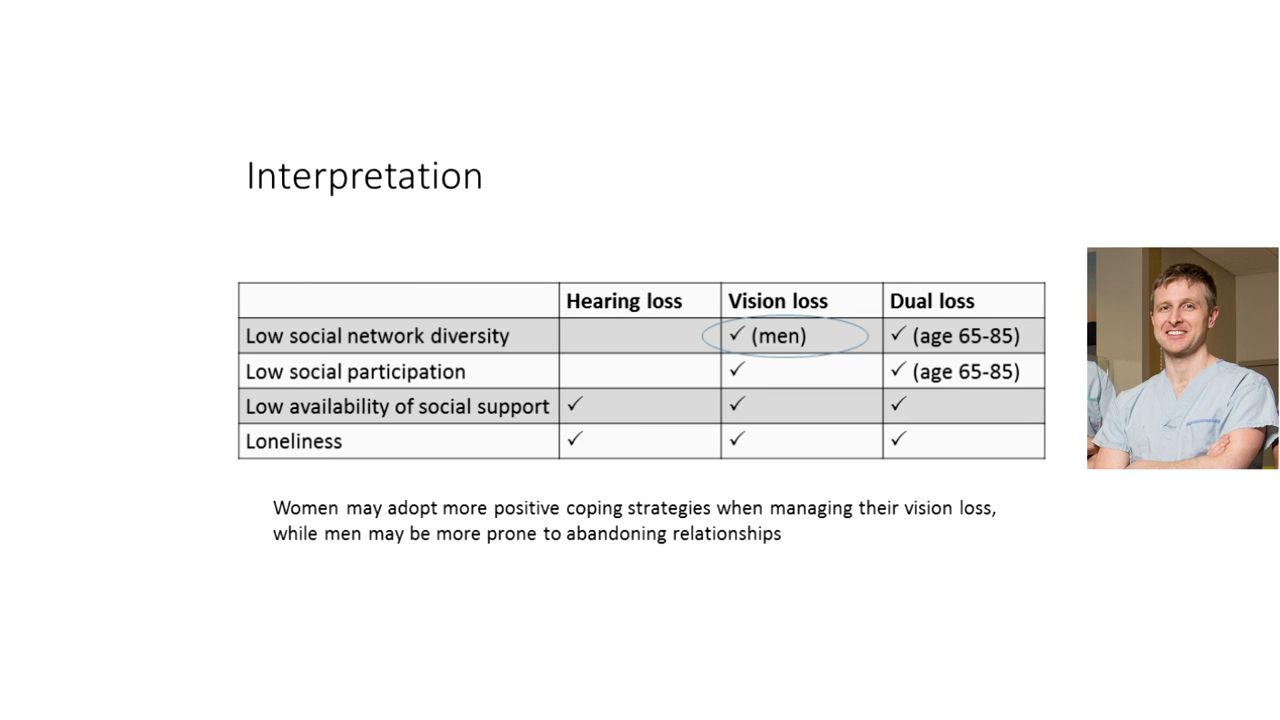 Interpretation
Hearing loss Vision loss Dual loss
Low social network diversity ✓ (men) ✓ (age 65-85)
Low social participation ✓ ✓ (age 65-85)
Low availability of social support ✓ ✓ ✓
Loneliness ✓ ✓ ✓
Women may adopt more positive coping strategies when managing their vision loss,
while men may be more prone to abandoning relationships